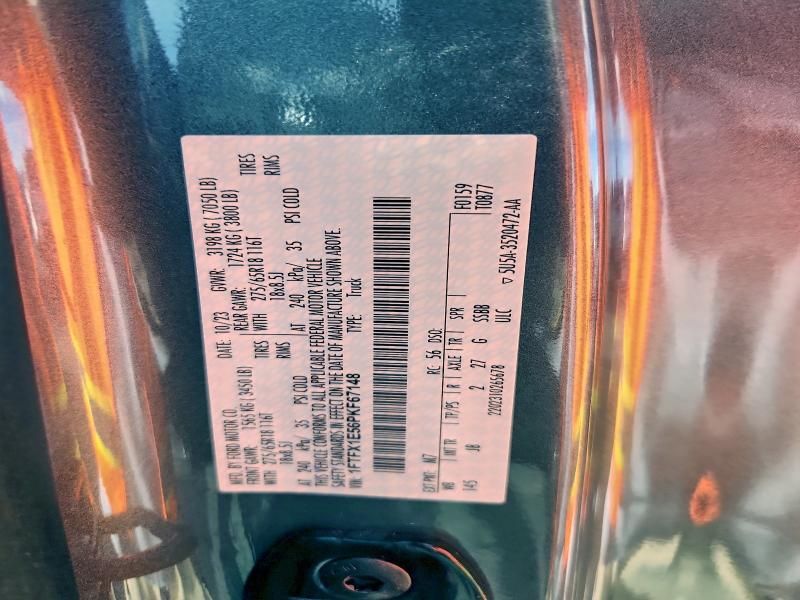 MFD. BY FORD MOTOR CO.
DATE: 10/23 GVWR: 3198 KG ( 7050 LB)
FRONT GAWR: 1565 KG ( 3450 LB) REAR GAWR: 1724 KG ( 3800 LB)
WITH 275/65R18 116T TIRES WITH 275/65R18 116T TIRES
18x8.5J RIMS 18x8.5J RIMS
AT 240 kPa/ 35 PSI COLD AT 240 kPa/ 35 PSI COLD
THIS VEHICLE CONFORMS TO ALL APPLICABLE FEDERAL MOTOR VEHICLE
SAFETY STANDARDS IN EFFECT ON THE DATE OF MANUFACTURE SHOWN ABOVE.
VIN: 1FTFX1E56PKF67148 TYPE: Truck
EXT PNT: M7 RC: 56 DSO: F0159
WB INT TR TP/PS R AXLE TR SPR T0877
145 JB 2 27 G SSBB
2202310265678 ULC
▽ 5U5A-3520472-AA